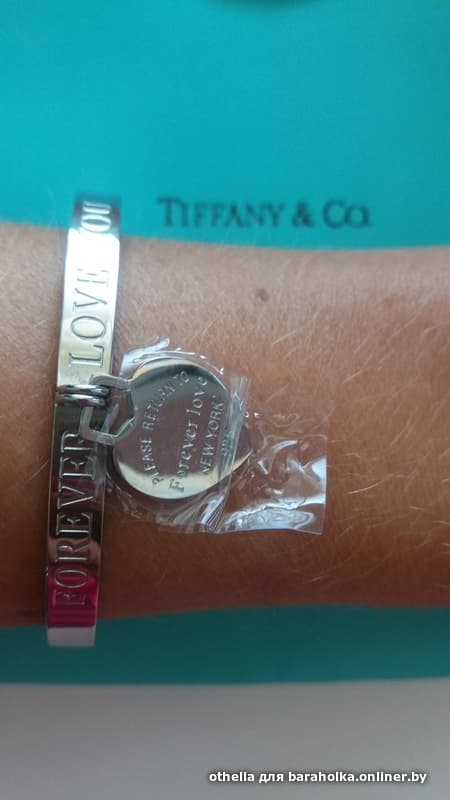 TIFFANY & CO.
FOREVER LOVE YOU
PLEASE RETURN TO
Forever love
NEW YORK
othella для baraholka.onliner.by